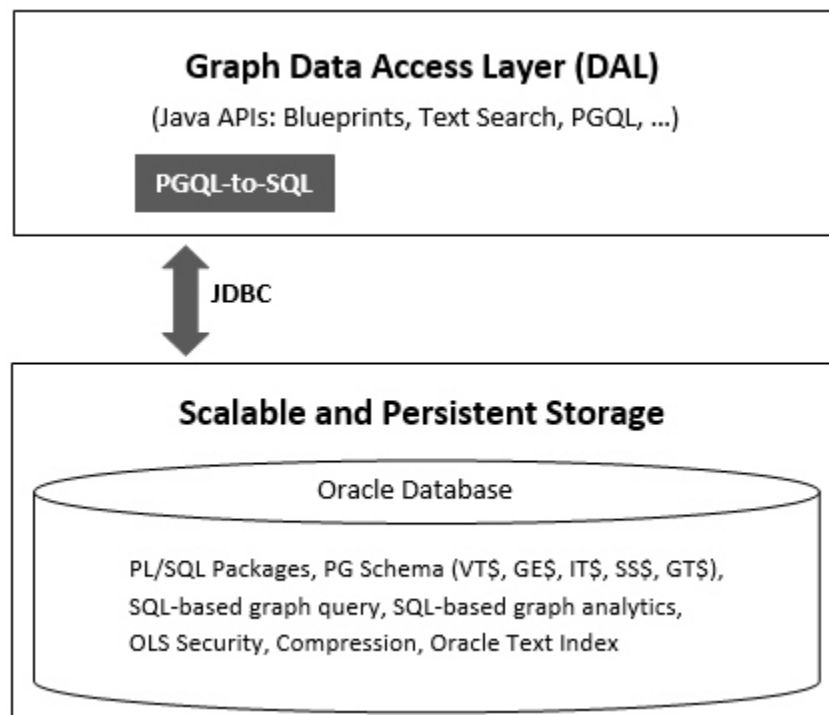 Graph Data Access Layer (DAL)
(Java APIs: Blueprints, Text Search, PGQL, ...)
PGQL-to-SQL
JDBC
Scalable and Persistent Storage
Oracle Database
PL/SQL Packages, PG Schema (VT$, GE$, IT$, SS$, GT$),
SQL-based graph query, SQL-based graph analytics,
OLS Security, Compression, Oracle Text Index